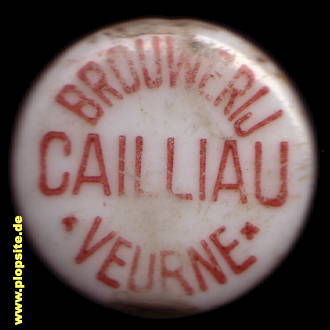 BROUWERIJ
CAILLIAU
* VEURNE *
www.plopsite.de